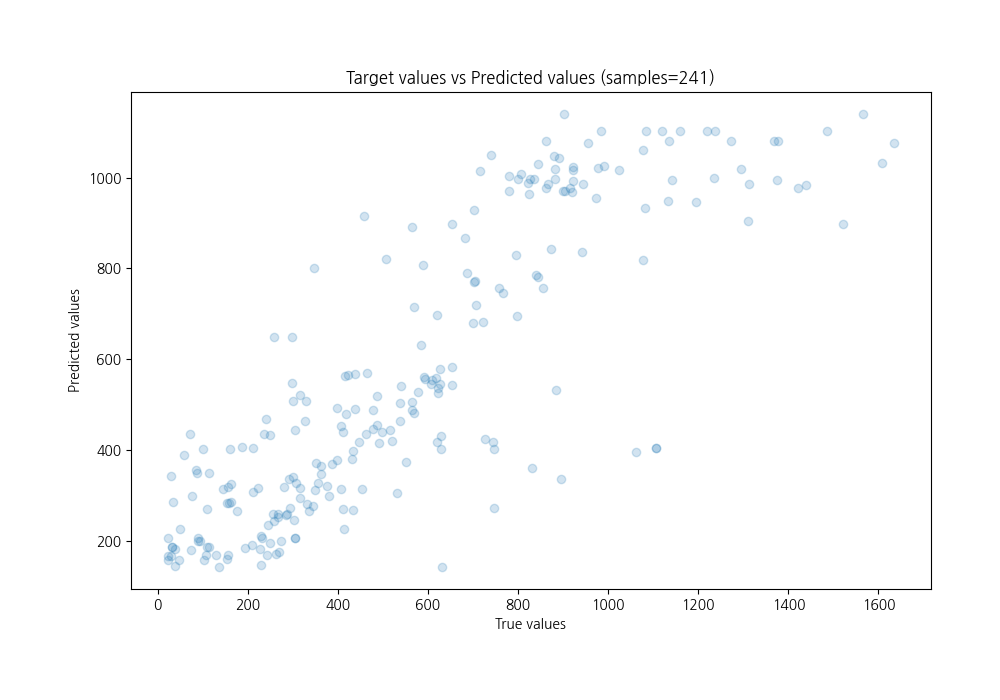 Target values vs Predicted values (samples=241)
Predicted values
1000
800
600
400
200
0 200 400 600 800 1000 1200 1400 1600
True values